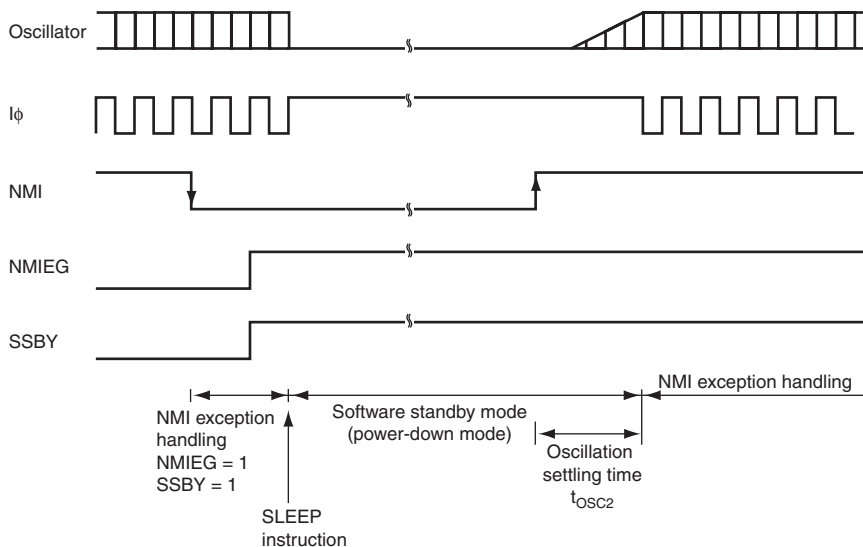 Oscillator
Iϕ
NMI
NMIEG
SSBY
NMI exception
handling
NMIEG = 1
SSBY = 1
Software standby mode
(power-down mode)
NMI exception handling
Oscillation
settling time
tOSC2
SLEEP
instruction